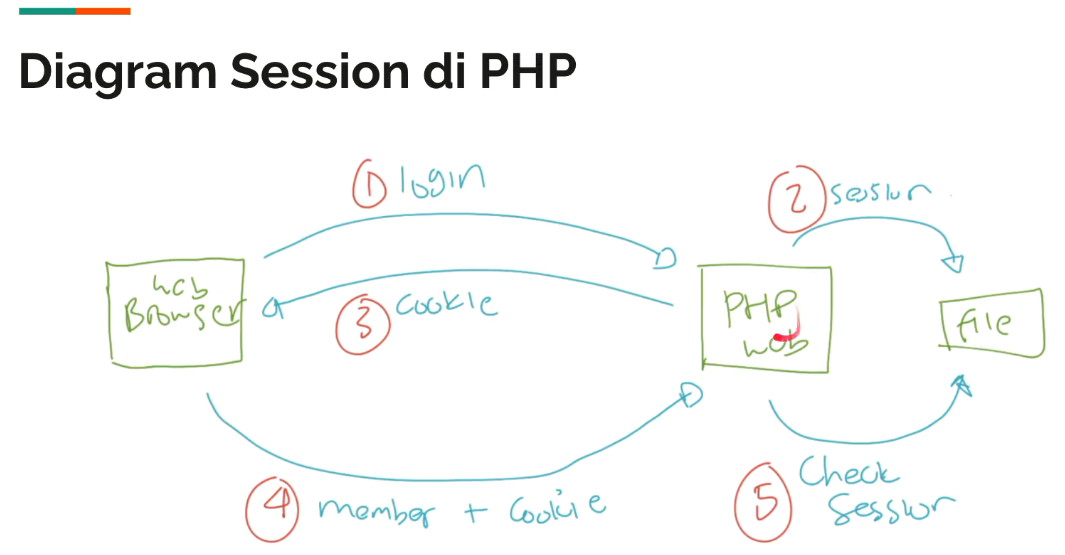 Diagram Session di PHP
1 login
2 session
web
Browser
3 Cookie
PHP
web
file
4 member + Cookie
5 Check
Session